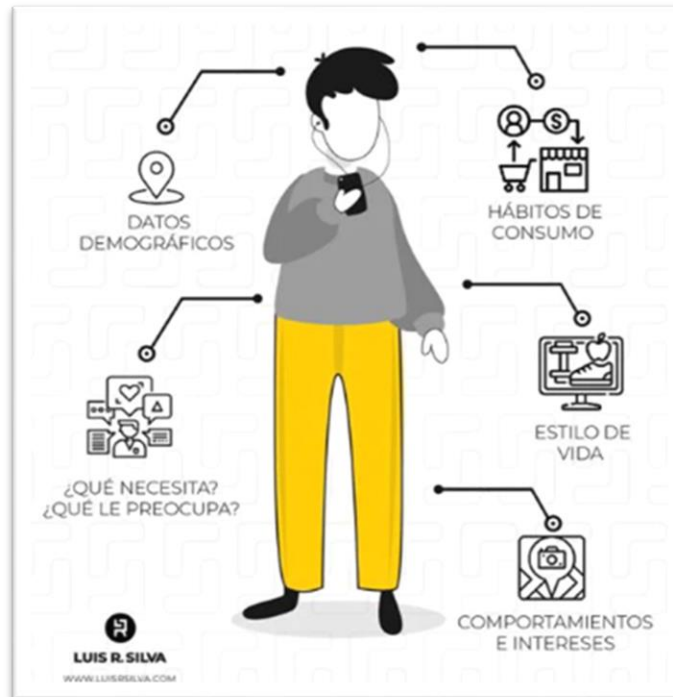 DATOS
DEMOGRÁFICOS
HÁBITOS DE
CONSUMO
¿QUÉ NECESITA?
¿QUÉ LE PREOCUPA?
ESTILO DE
VIDA
COMPORTAMIENTOS
E INTERESES
LUIS R. SILVA
WWW.LUISRSILVA.COM